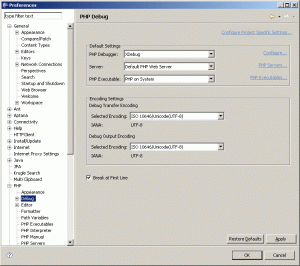 Preferences
type filter text
PHP Debug
General
Appearance
Compare/Patch
Content Types
Editors
Keys
Network Connections
Perspectives
Search
Startup and Shutdown
Web Browser
Welcome
Workspace
Ant
Aptana
Connectivity
Help
HTTPClient
Install/Update
Internet
Internet Proxy Settings
Java
JPA
Krugle Search
Multi Clipboard
PHP
Appearance
Debug
Editor
Formatter
Path Variables
PHP Executables
PHP Interpreter
PHP Manual
PHP Servers
Configure Project Specific Settings...
Default Settings
PHP Debugger: XDebug Configure...
Server: Default PHP Web Server PHP Servers...
PHP Executable: PHP on System PHP Executables...
Encoding Settings
Debug Transfer Encoding
Selected Encoding: ISO 10646/Unicode(UTF-8)
IANA: UTF-8
Debug Output Encoding
Selected Encoding: ISO 10646/Unicode(UTF-8)
IANA: UTF-8
Break at First Line
Restore Defaults Apply
OK Cancel